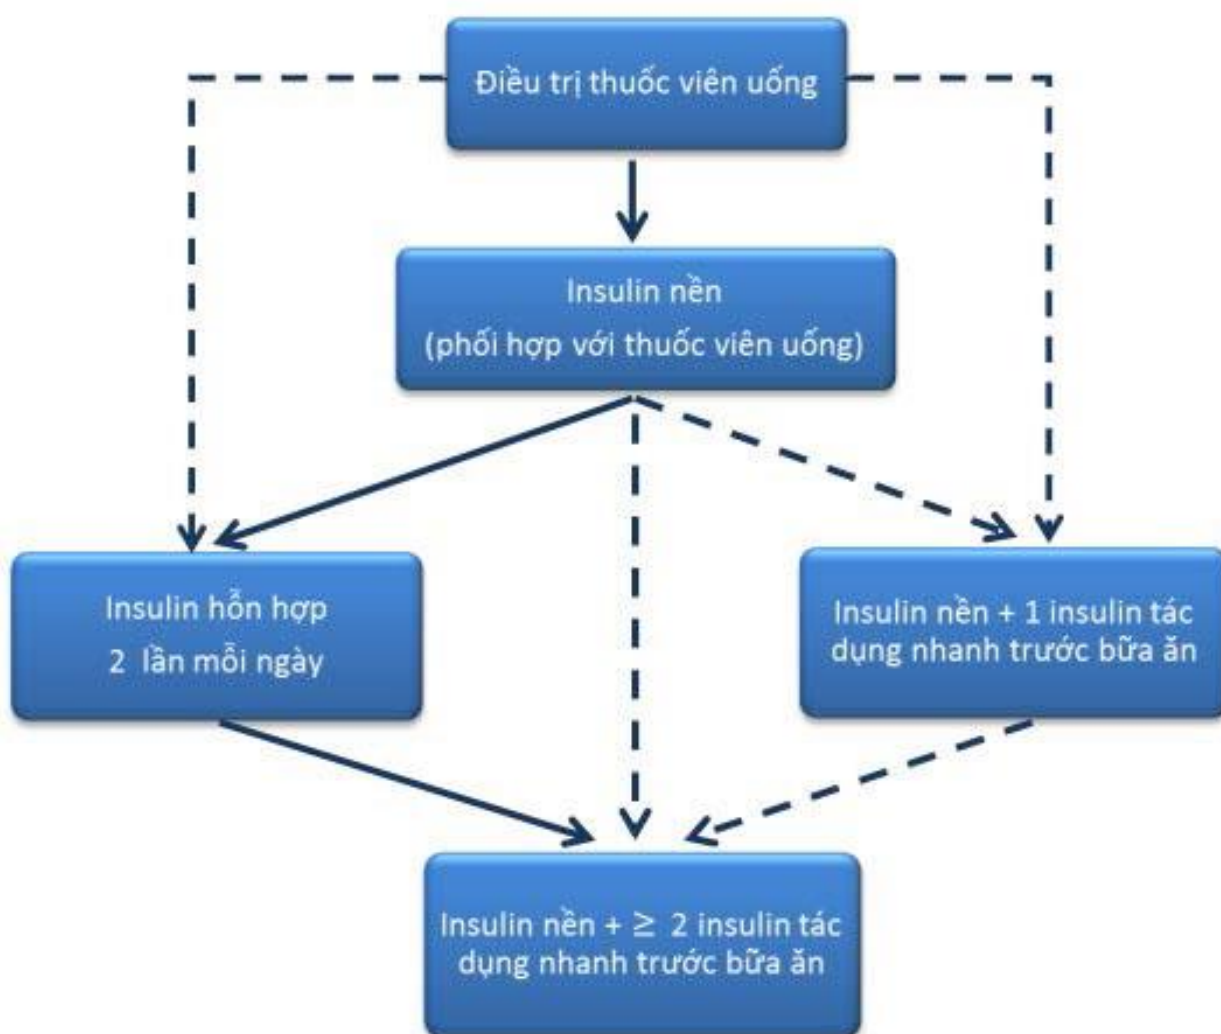 Điều trị thuốc viên uống
Insulin nền
(phối hợp với thuốc viên uống)
Insulin hỗn hợp
2 lần mỗi ngày
Insulin nền + 1 insulin tác
dụng nhanh trước bữa ăn
Insulin nền + ≥ 2 insulin tác
dụng nhanh trước bữa ăn